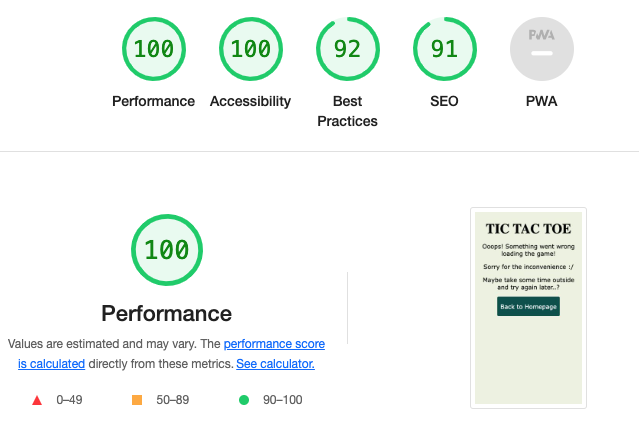 100
100
92
91
PWA
Performance
Accessibility
Best
Practices
SEO
PWA
100
Performance
Values are estimated and may vary. The performance score
is calculated directly from these metrics. See calculator.
0–49
50–89
90–100
TIC TAC TOE
Ooops! Something went wrong
loading the game!
Sorry for the inconvenience :/
Maybe take some time outside
and try again later..?
Back to Homepage